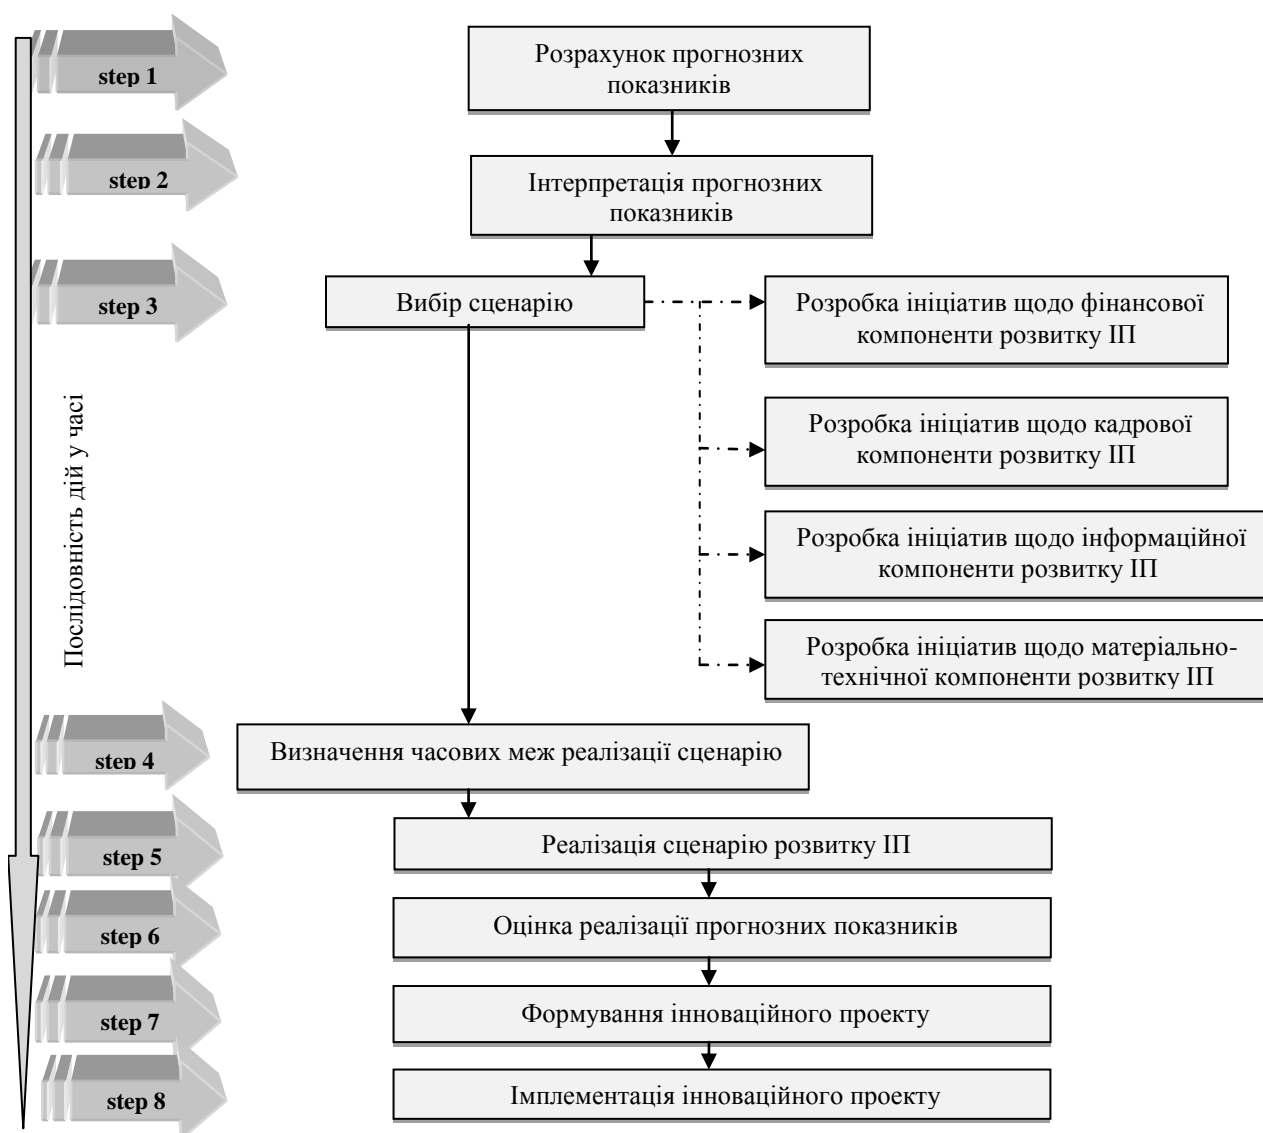 step 1
Розрахунок прогнозних
показників
step 2
Інтерпретація прогнозних
показників
step 3
Вибір сценарію
Розробка ініціатив щодо фінансової
компоненти розвитку ІП
Розробка ініціатив щодо кадрової
компоненти розвитку ІП
Розробка ініціатив щодо інформаційної
компоненти розвитку ІП
Розробка ініціатив щодо матеріально-
технічної компоненти розвитку ІП
Послідовність дій у часі
step 4
Визначення часових меж реалізації сценарію
step 5
Реалізація сценарію розвитку ІП
step 6
Оцінка реалізації прогнозних показників
step 7
Формування інноваційного проекту
step 8
Імплементація інноваційного проекту